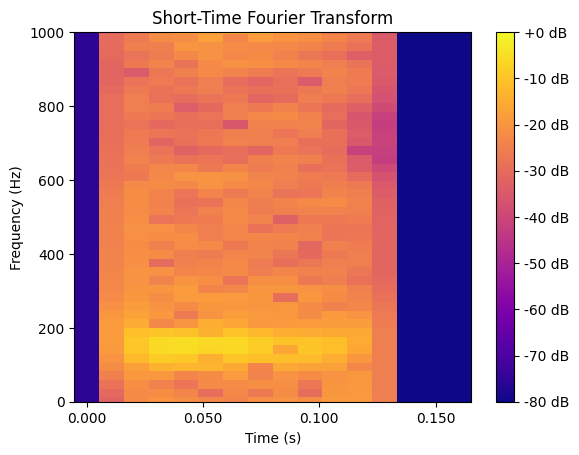 Short-Time Fourier Transform
1000
800
600
400
200
0
Frequency (Hz)
0.000
0.050
0.100
0.150
Time (s)
+0 dB
-10 dB
-20 dB
-30 dB
-40 dB
-50 dB
-60 dB
-70 dB
-80 dB